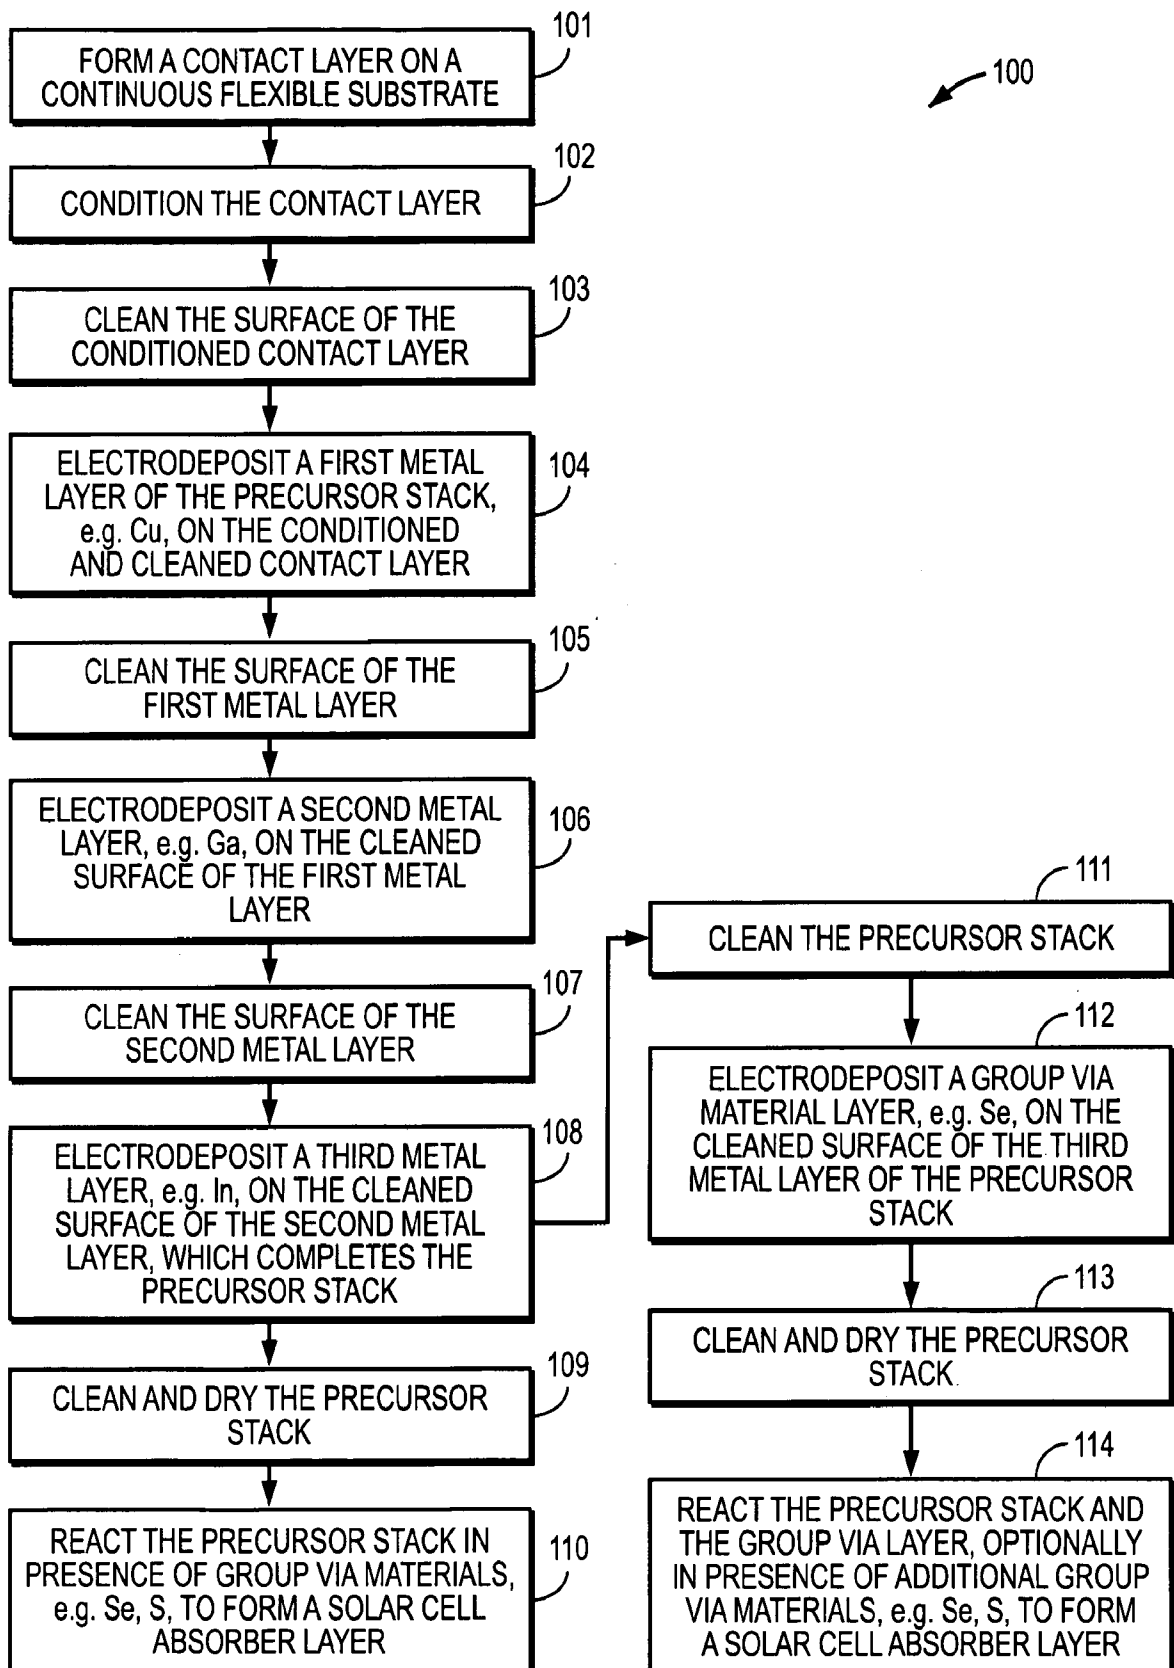 101
FORM A CONTACT LAYER ON A
CONTINUOUS FLEXIBLE SUBSTRATE
100
102
CONDITION THE CONTACT LAYER
103
CLEAN THE SURFACE OF THE
CONDITIONED CONTACT LAYER
104
ELECTRODEPOSIT A FIRST METAL
LAYER OF THE PRECURSOR STACK,
e.g. Cu, ON THE CONDITIONED
AND CLEANED CONTACT LAYER
105
CLEAN THE SURFACE OF THE
FIRST METAL LAYER
106
ELECTRODEPOSIT A SECOND METAL
LAYER, e.g. Ga, ON THE CLEANED
SURFACE OF THE FIRST METAL
LAYER
107
CLEAN THE SURFACE OF THE
SECOND METAL LAYER
108
ELECTRODEPOSIT A THIRD METAL
LAYER, e.g. In, ON THE CLEANED
SURFACE OF THE SECOND METAL
LAYER, WHICH COMPLETES THE
PRECURSOR STACK
109
CLEAN AND DRY THE PRECURSOR
STACK
110
REACT THE PRECURSOR STACK IN
PRESENCE OF GROUP VIA MATERIALS,
e.g. Se, S, TO FORM A SOLAR CELL
ABSORBER LAYER
111
CLEAN THE PRECURSOR STACK
112
ELECTRODEPOSIT A GROUP VIA
MATERIAL LAYER, e.g. Se, ON THE
CLEANED SURFACE OF THE THIRD
METAL LAYER OF THE PRECURSOR
STACK
113
CLEAN AND DRY THE PRECURSOR
STACK
114
REACT THE PRECURSOR STACK AND
THE GROUP VIA LAYER, OPTIONALLY
IN PRESENCE OF ADDITIONAL GROUP
VIA MATERIALS, e.g. Se, S, TO FORM
A SOLAR CELL ABSORBER LAYER